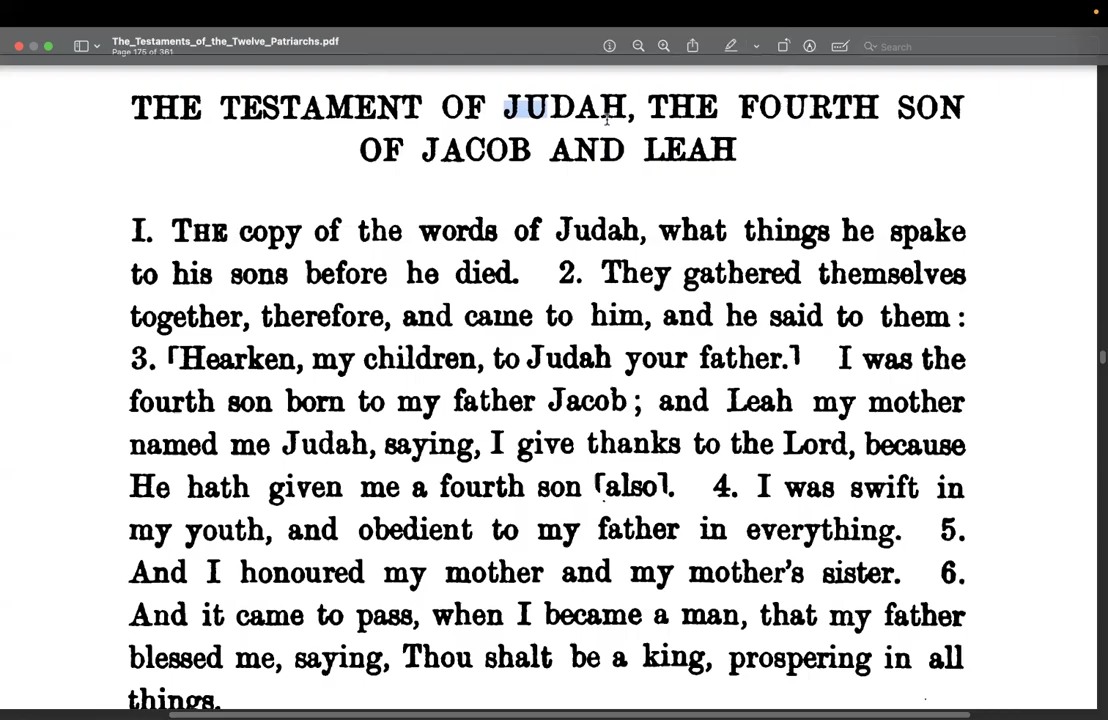 The_Testaments_of_the_Twelve_Patriarchs.pdf
Page 175 of 361
Search
THE TESTAMENT OF JUDAH, THE FOURTH SON
OF JACOB AND LEAH
I. THE copy of the words of Judah, what things he spake
to his sons before he died. 2. They gathered themselves
together, therefore, and came to him, and he said to them :
3. ⌈Hearken, my children, to Judah your father.⌉ I was the
fourth son born to my father Jacob ; and Leah my mother
named me Judah, saying, I give thanks to the Lord, because
He hath given me a fourth son ⌈also⌉. 4. I was swift in
my youth, and obedient to my father in everything. 5.
And I honoured my mother and my mother's sister. 6.
And it came to pass, when I became a man, that my father
blessed me, saying, Thou shalt be a king, prospering in all
things.